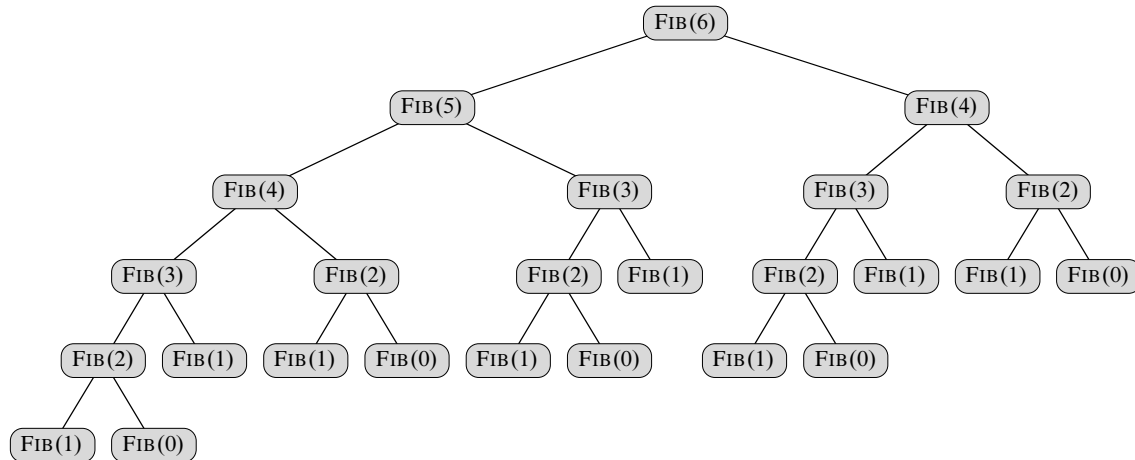 FIB(6)
FIB(5) FIB(4)
FIB(4) FIB(3) FIB(3) FIB(2)
FIB(3) FIB(2) FIB(2) FIB(1) FIB(2) FIB(1) FIB(1) FIB(0)
FIB(2) FIB(1) FIB(1) FIB(0) FIB(1) FIB(0) FIB(1) FIB(0)
FIB(1) FIB(0)